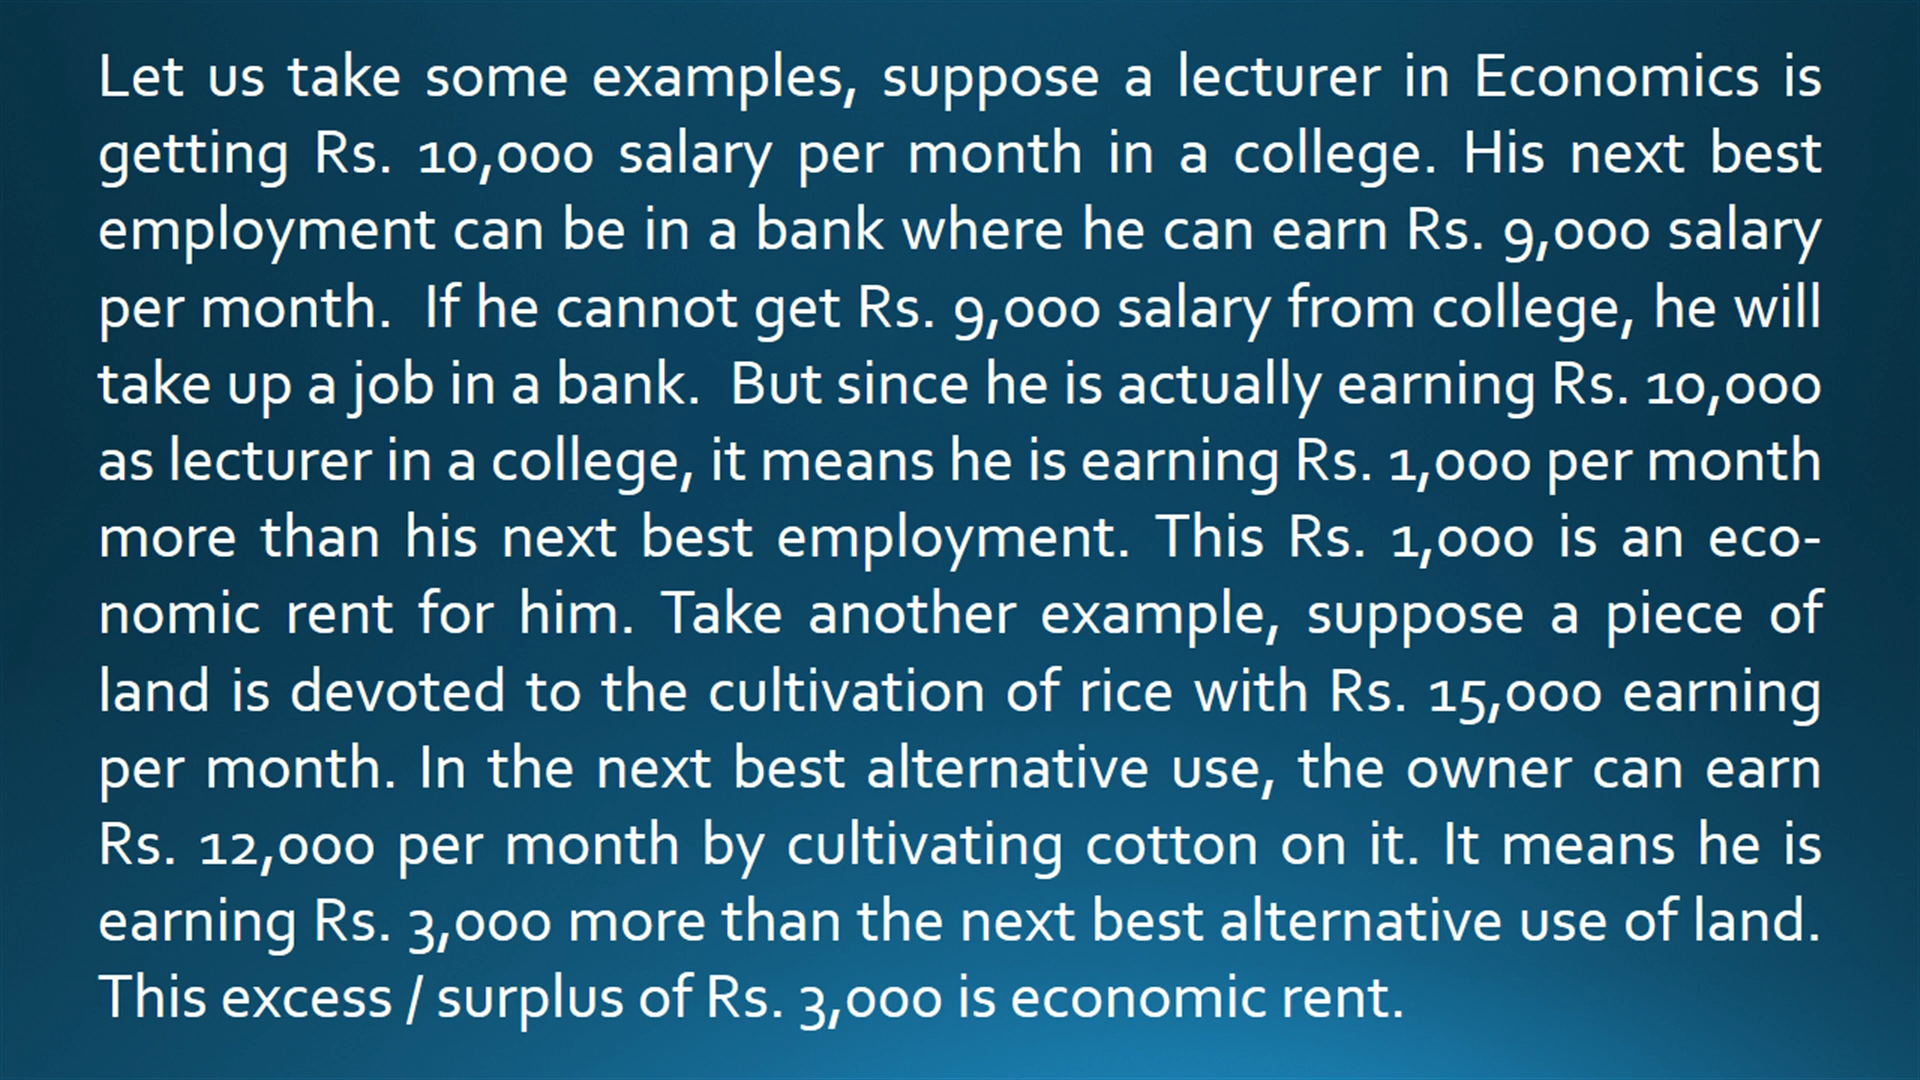 Let us take some examples, suppose a lecturer in Economics is
getting Rs. 10,000 salary per month in a college. His next best
employment can be in a bank where he can earn Rs. 9,000 salary
per month.  If he cannot get Rs. 9,000 salary from college, he will
take up a job in a bank.  But since he is actually earning Rs. 10,000
as lecturer in a college, it means he is earning Rs. 1,000 per month
more than his next best employment. This Rs. 1,000 is an eco-
nomic rent for him. Take another example, suppose a piece of
land is devoted to the cultivation of rice with Rs. 15,000 earning
per month. In the next best alternative use, the owner can earn
Rs. 12,000 per month by cultivating cotton on it. It means he is
earning Rs. 3,000 more than the next best alternative use of land.
This excess / surplus of Rs. 3,000 is economic rent.